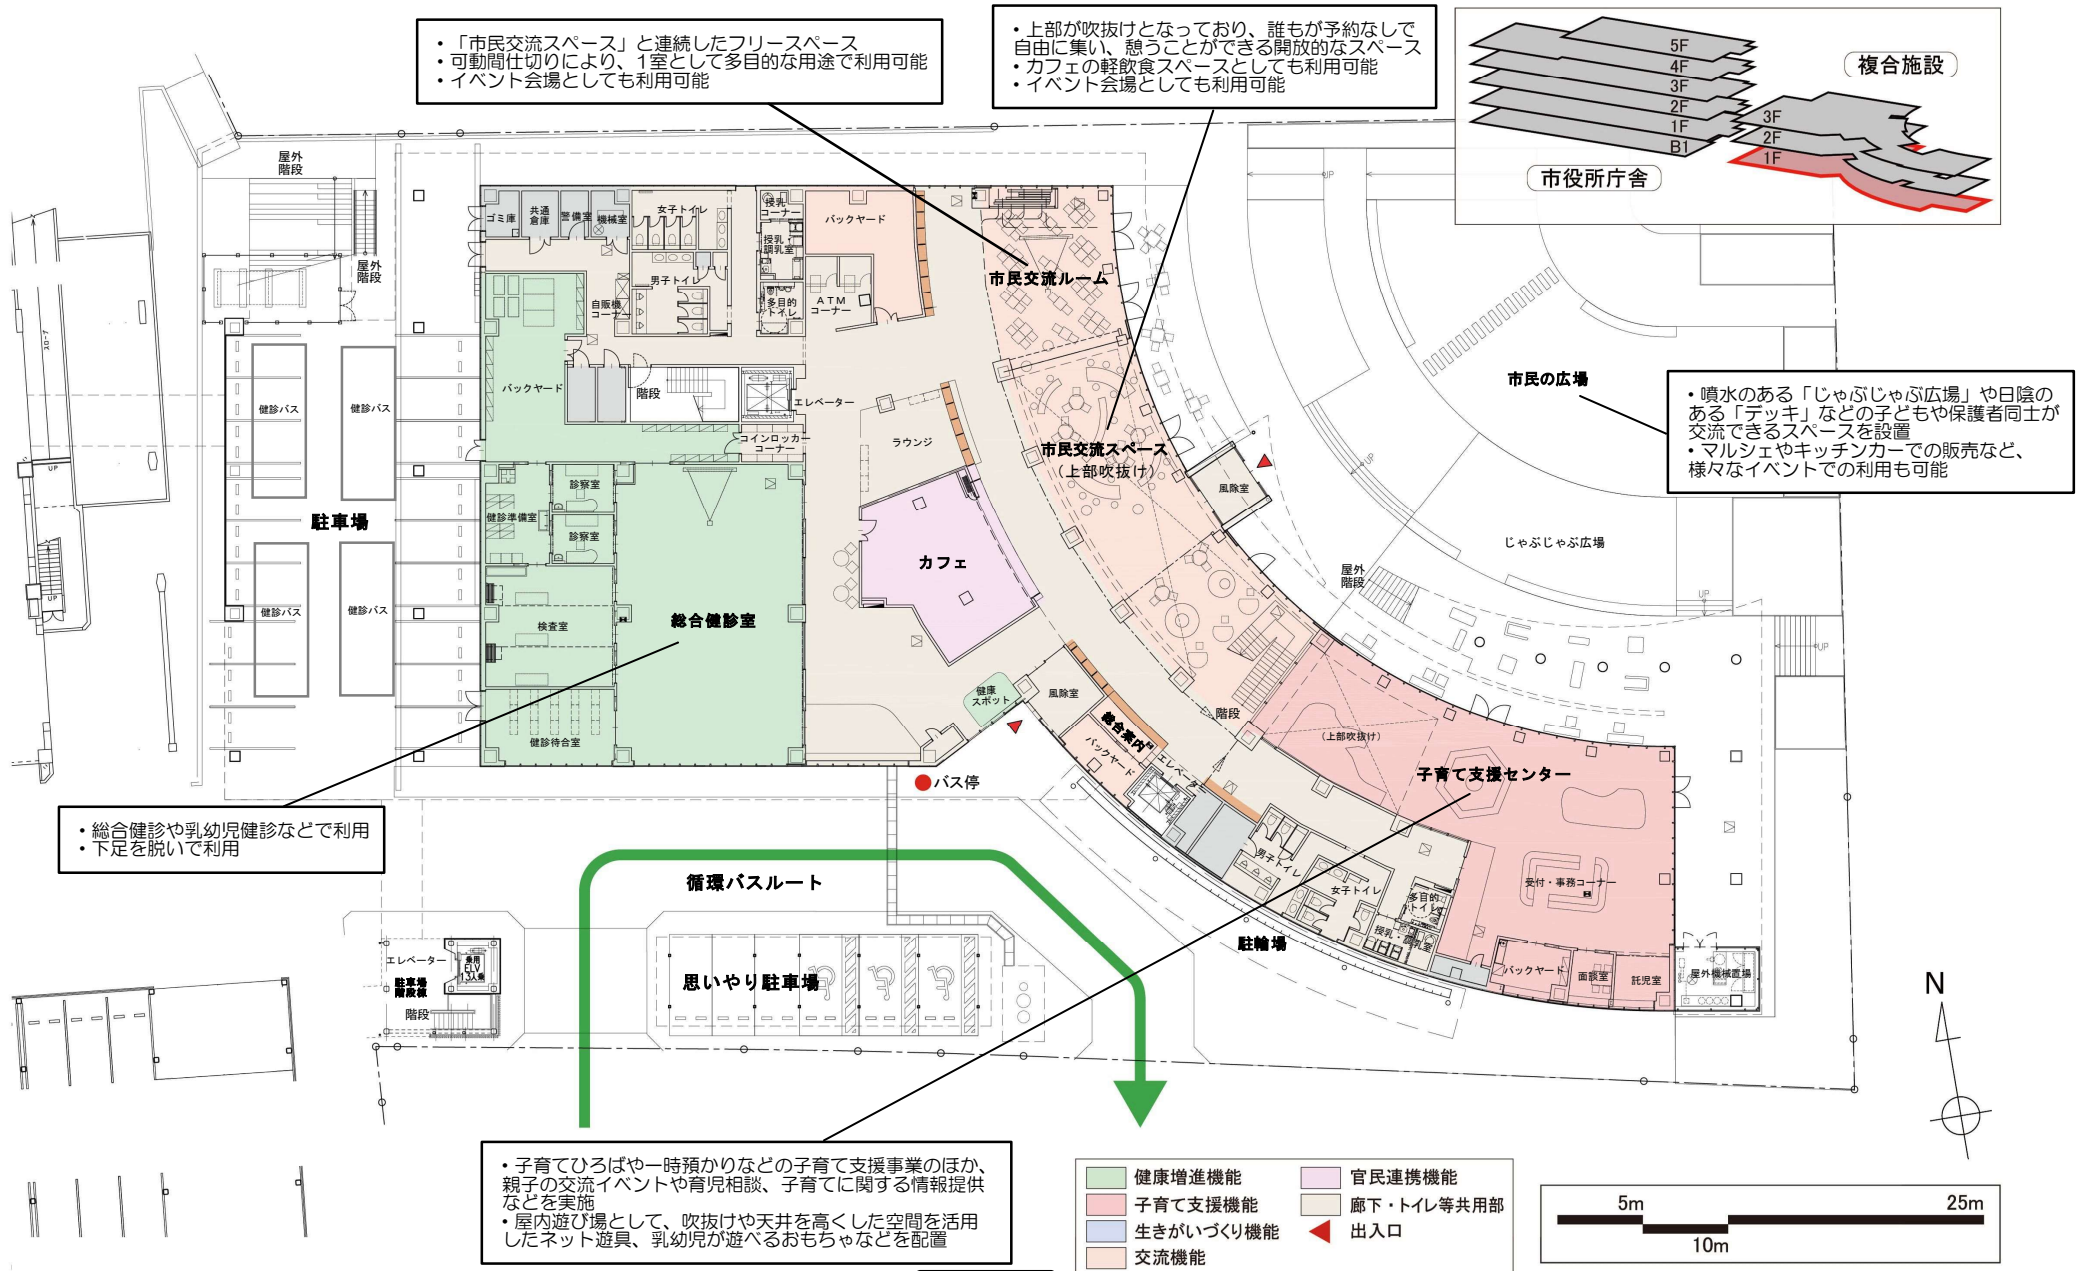 ・「市民交流スペース」と連続したフリースペース
・可動間仕切りにより、1室として多目的な用途で利用可能
・イベント会場としても利用可能
・上部が吹抜けとなっており、誰もが予約なしで
自由に集い、憩うことができる開放的なスペース
・カフェの軽飲食スペースとしても利用可能
・イベント会場としても利用可能
5F
4F
3F
2F
1F
B1
3F
2F
1F
複合施設
市役所庁舎
屋外
階段
屋外
階段
スロープ
ゴミ庫
共通
倉庫
警備室
機械室
女子トイレ
授乳
コーナー
授乳・
調乳室
男子トイレ
多目的
トイレ
自販機
コーナー
バックヤード
ATM
コーナー
市民交流ルーム
UP
UP
市民の広場
・噴水のある「じゃぶじゃぶ広場」や日陰の
ある「デッキ」などの子どもや保護者同士が
交流できるスペースを設置
・マルシェやキッチンカーでの販売など、
様々なイベントでの利用も可能
バックヤード
階段
エレベーター
コインロッカー
コーナー
ラウンジ
市民交流スペース
(上部吹抜け)
風除室
健診バス
健診バス
健診バス
健診バス
駐車場
UP
UP
健診準備室
診察室
診察室
検査室
健診待合室
総合健診室
カフェ
健康
スポット
風除室
じゃぶじゃぶ広場
屋外
階段
UP
UP
UP
階段
総合案内
バックヤード
エレベーター
(上部吹抜け)
子育て支援センター
受付・事務コーナー
男子トイレ
女子トイレ
多目的
トイレ
授乳・調乳室
バックヤード
面談室
託児室
屋外機械置場
駐輪場
バス停
・総合健診や乳幼児健診などで利用
・下足を脱いで利用
循環バスルート
思いやり駐車場
エレベーター
乗用
ELV
13人乗
駐車場
階段棟
階段
N
・子育てひろばや一時預かりなどの子育て支援事業のほか、
親子の交流イベントや育児相談、子育てに関する情報提供
などを実施
・屋内遊び場として、吹抜けや天井を高くした空間を活用
したネット遊具、乳幼児が遊べるおもちゃなどを配置
健康増進機能
子育て支援機能
生きがいづくり機能
交流機能
官民連携機能
廊下・トイレ等共用部
出入口
5m
25m
10m